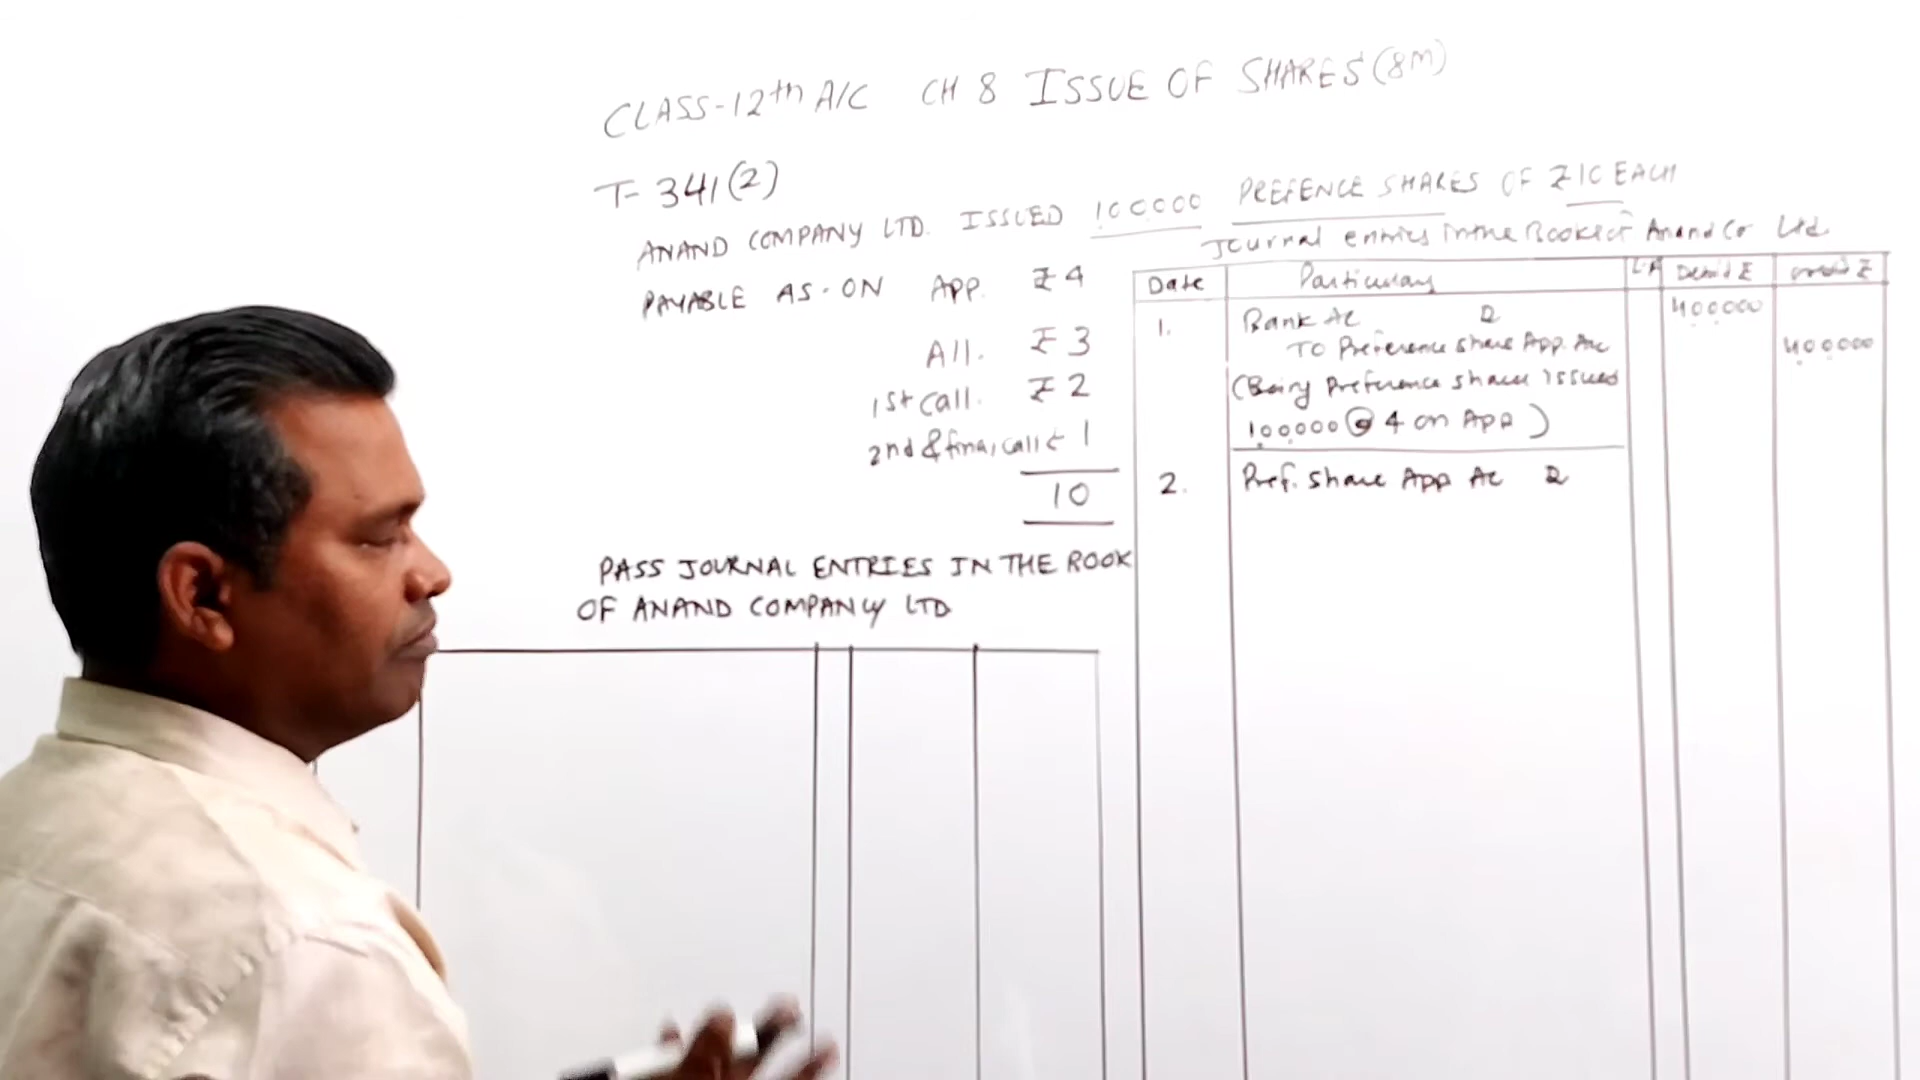 CLASS-12th A/C CH 8 ISSUE OF SHARES (8M)
T- 341(2)
ANAND COMPANY LTD. ISSUED 100000 PREFENCE SHARES OF ₹10 EACH
PAYABLE AS-ON APP. ₹4
All. ₹3
1st Call. ₹2
2nd & final call ₹ 1
10
PASS JOURNAL ENTRIES IN THE BOOK
OF ANAND COMPANY LTD
Journal entries in the Books of Anand Co Ltd.
Date Particulars L.F Debit ₹ Credit ₹
1. Bank Ac D 400000
To Preference Share App. Ac 400000
(Being Preference share issued
100000 @ 4 on App)
2. Pref. Share App Ac D